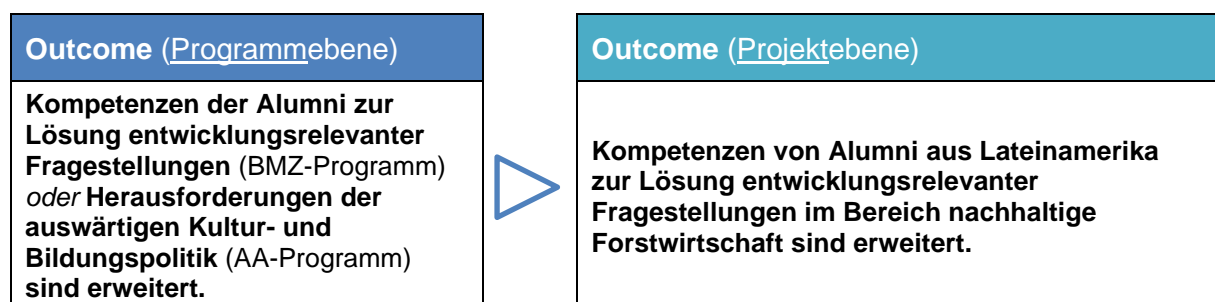 Outcome (Programmebene)
Kompetenzen der Alumni zur
Lösung entwicklungsrelevanter
Fragestellungen (BMZ-Programm)
oder Herausforderungen der
auswärtigen Kultur- und
Bildungspolitik (AA-Programm)
sind erweitert.
Outcome (Projektebene)
Kompetenzen von Alumni aus Lateinamerika
zur Lösung entwicklungsrelevanter
Fragestellungen im Bereich nachhaltige
Forstwirtschaft sind erweitert.